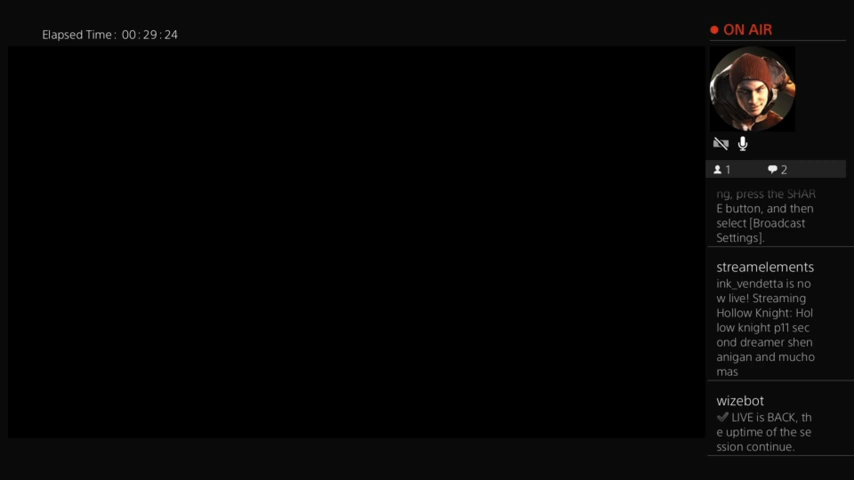 Elapsed Time: 00:29:24
ON AIR
1 2
ng, press the SHAR
E button, and then
select [Broadcast
Settings].
streamelements
ink_vendetta is no
w live! Streaming
Hollow Knight: Hol
low knight p11 sec
ond dreamer shen
anigan and mucho
mas
wizebot
✅ LIVE is BACK, th
e uptime of the se
ssion continue.